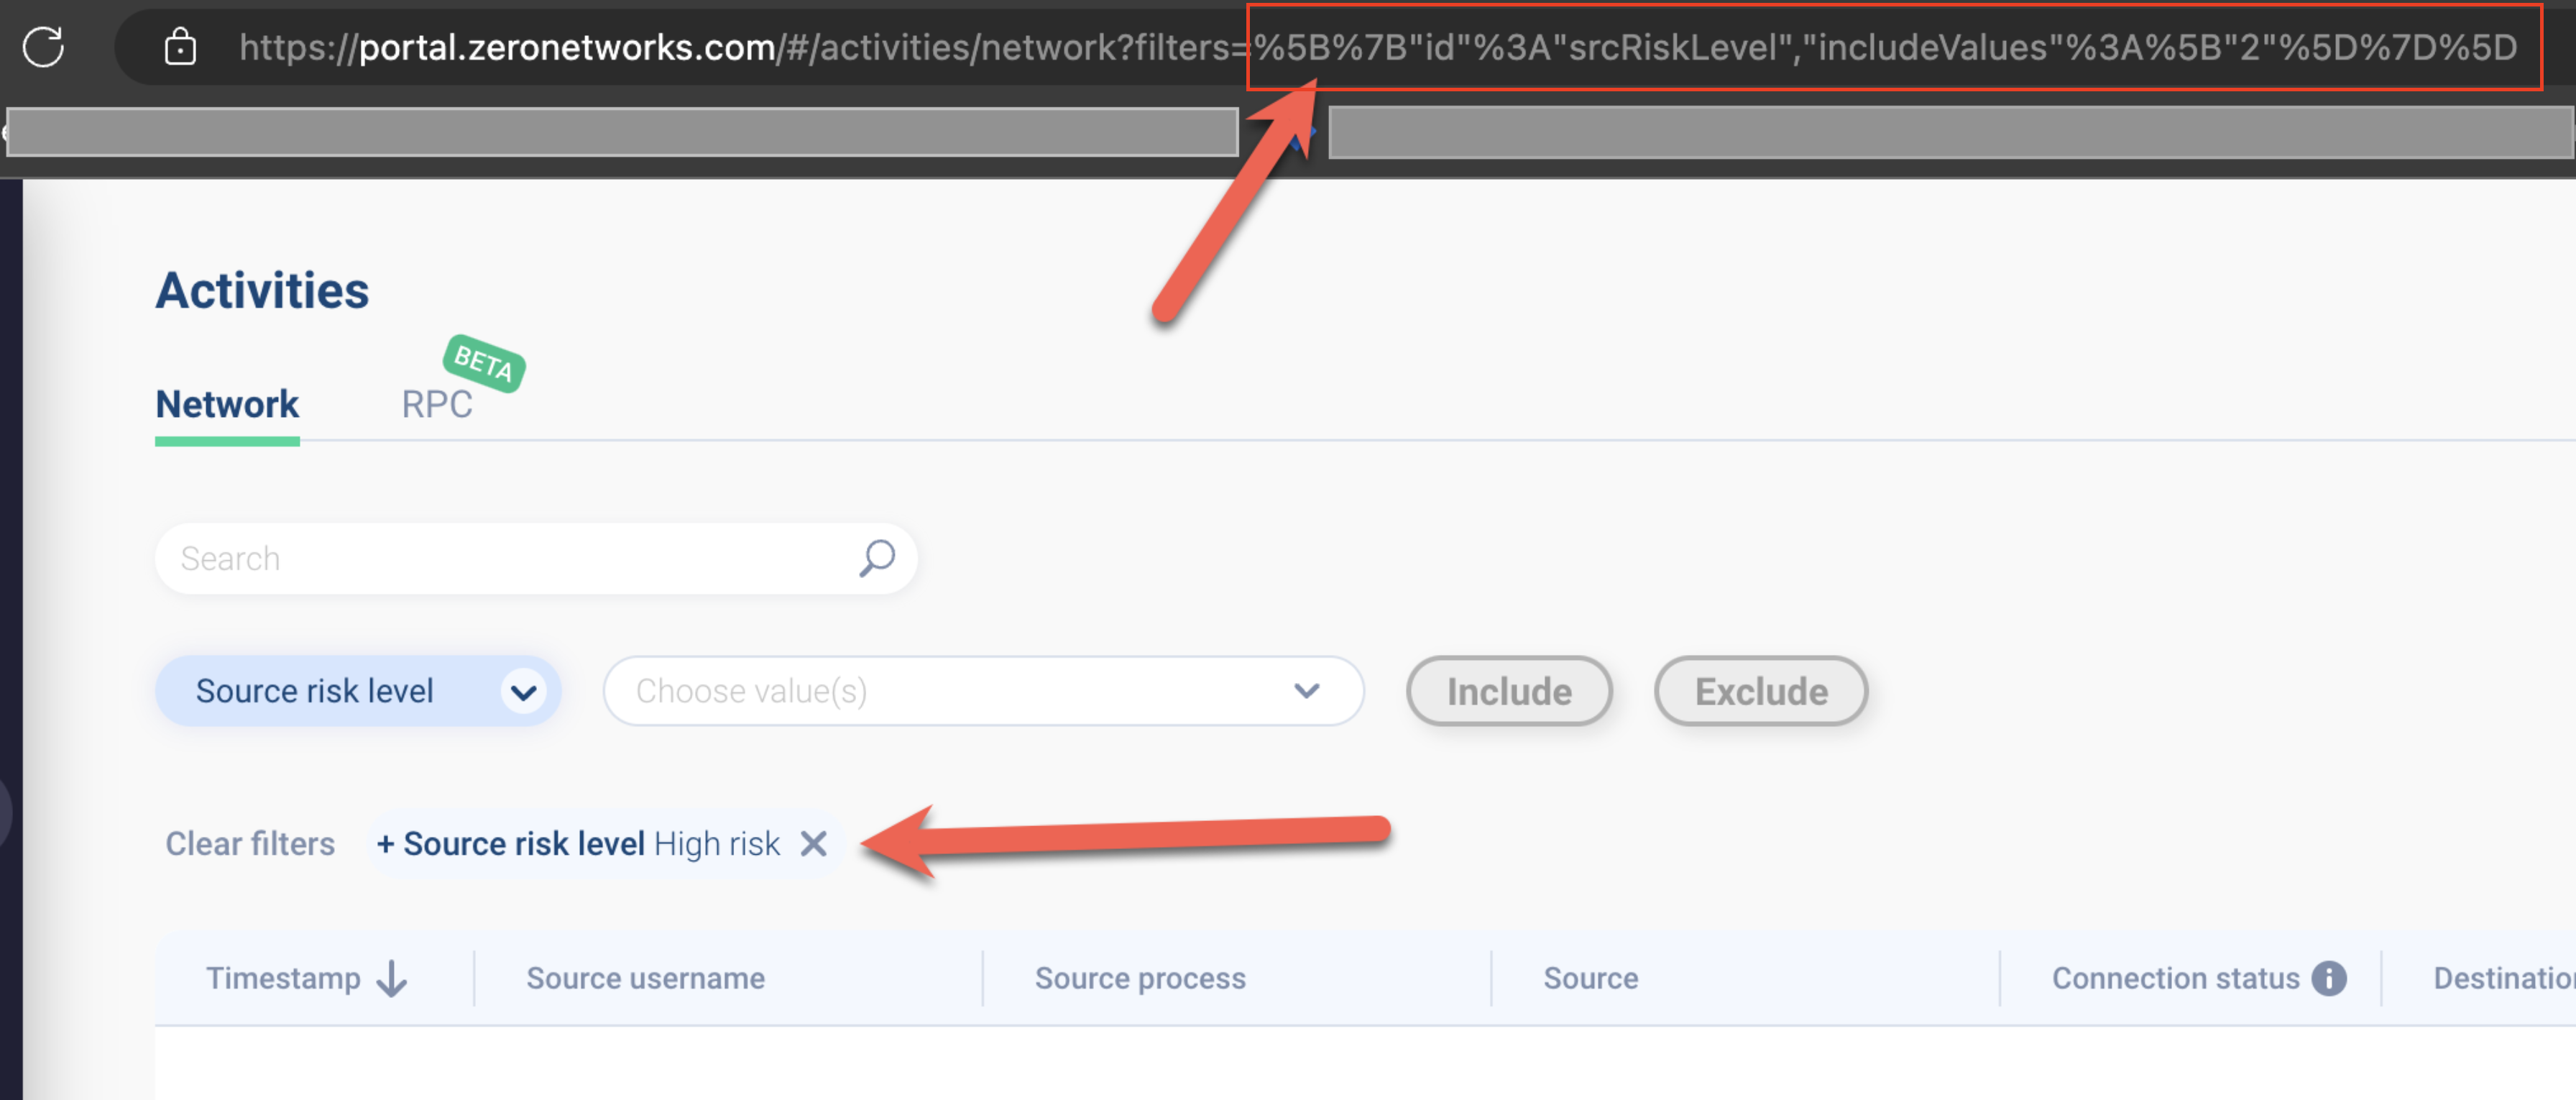 https://portal.zeronetworks.com/#/activities/network?filters=%5B%7B"id"%3A"srcRiskLevel","includeValues"%3A%5B"2"%5D%7D%5D
Activities
BETA
Network RPC
Search
Source risk level Choose value(s) Include Exclude
Clear filters + Source risk level High risk
Timestamp Source username Source process Source Connection status Destination